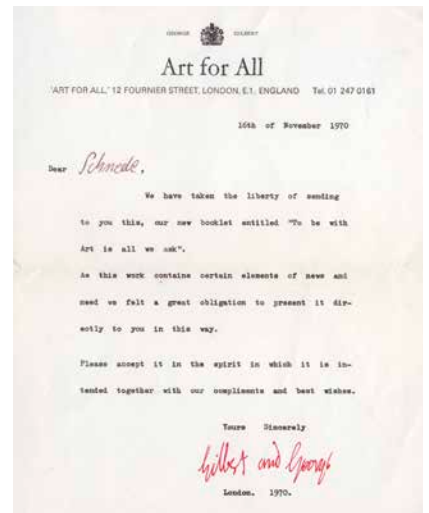 GEORGE GILBERT
Art for All
'ART FOR ALL,' 12 FOURNIER STREET, LONDON, E.1, ENGLAND Tel. 01 247 0161
16th of November 1970
Dear Schnede,
We have taken the liberty of sending
to you this, our new booklet entitled "To be with
Art is all we ask".
As this work contains certain elements of news and
need we felt a great obligation to present it dir-
ectly to you in this way.
Please accept it in the spirit in which it is in-
tended together with our compliments and best wishes.
Yours Sincerely
Gilbert and George
London. 1970.